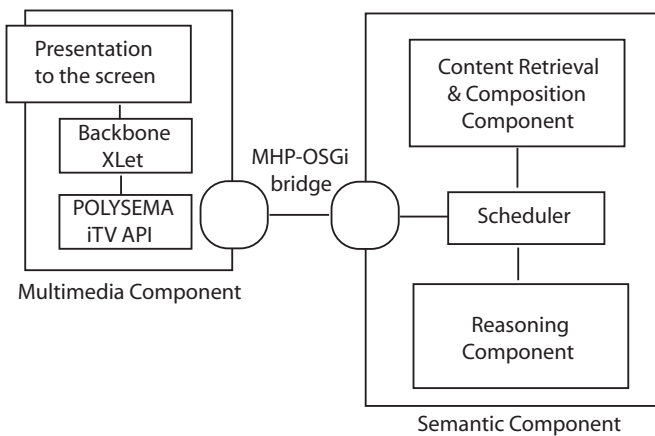 Presentation
to the screen
Backbone
XLet
POLYSEMA
iTV API
Multimedia Component
MHP-OSGi
bridge
Content Retrieval
& Composition
Component
Scheduler
Reasoning
Component
Semantic Component